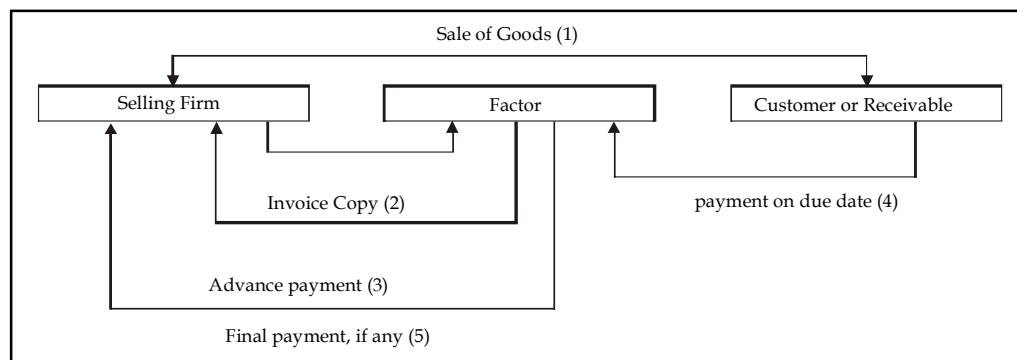 Sale of Goods (1)
Selling Firm
Factor
Customer or Receivable
Invoice Copy (2)
payment on due date (4)
Advance payment (3)
Final payment, if any (5)